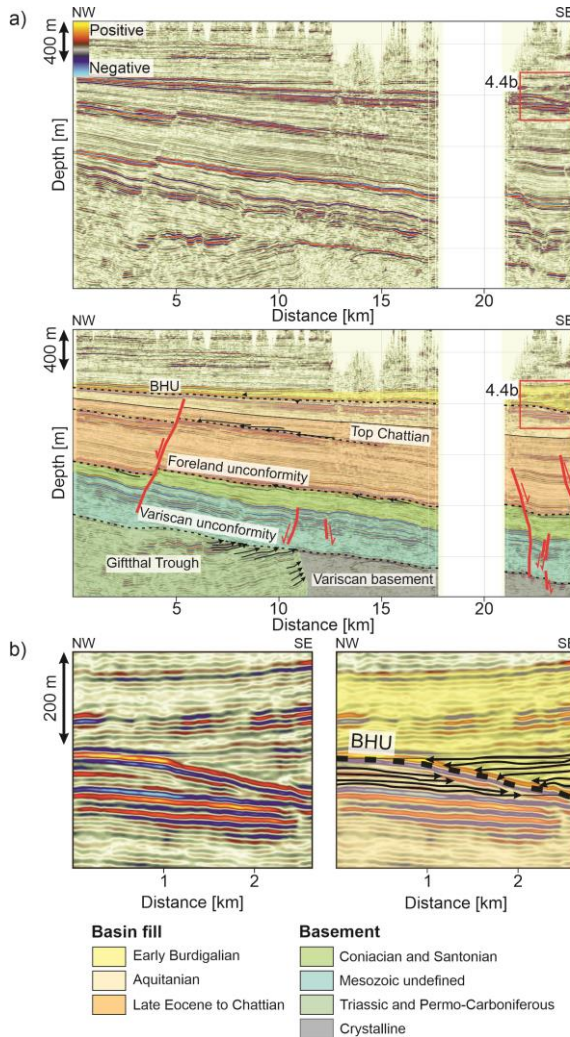 a)
NW
SE
400 m
Positive
Negative
4.4b
Depth [m]
5
10
15
20
Distance [km]
NW
SE
400 m
BHU
4.4b
Top Chattian
Depth [m]
Foreland unconformity
Variscan unconformity
Giftthal Trough
Variscan basement
5
10
15
20
Distance [km]
b)
NW
SE
NW
SE
200 m
BHU
1
2
1
2
Distance [km]
Distance [km]
Basin fill
Basement
Early Burdigalian
Coniacian and Santonian
Aquitanian
Mesozoic undefined
Late Eocene to Chattian
Triassic and Permo-Carboniferous
Crystalline